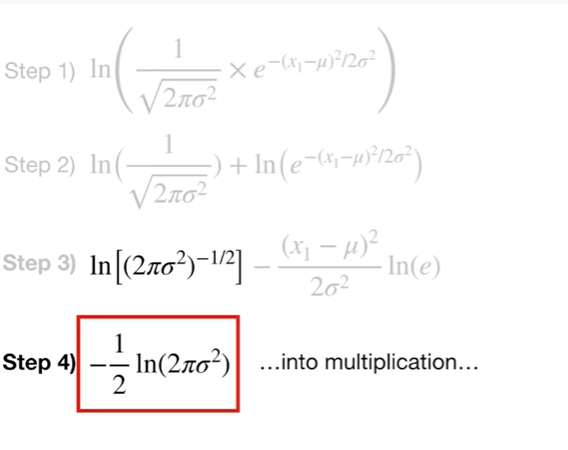 Step 1) ln(1/√(2πσ²) × e^(−(x₁−μ)²/2σ²))
Step 2) ln(1/√(2πσ²)) + ln(e^(−(x₁−μ)²/2σ²))
Step 3) ln[(2πσ²)^(−1/2)] − (x₁ − μ)²/2σ² ln(e)
Step 4) −1/2 ln(2πσ²) …into multiplication…